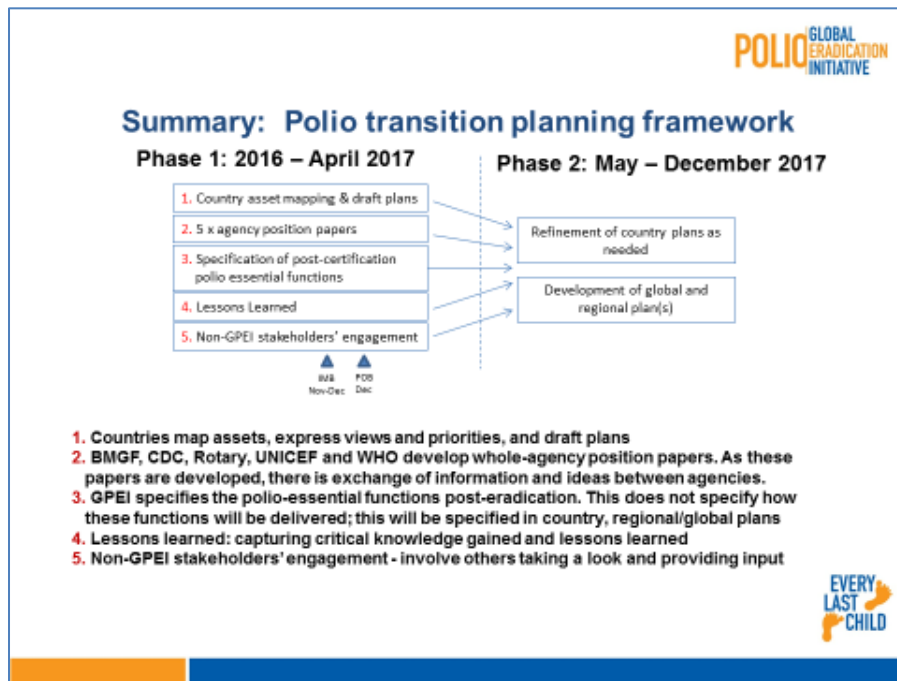 POLIO GLOBAL
ERADICATION
INITIATIVE
Summary: Polio transition planning framework
Phase 1: 2016 – April 2017
Phase 2: May – December 2017
1. Country asset mapping & draft plans
2. 5 x agency position papers
3. Specification of post-certification
polio essential functions
4. Lessons Learned
5. Non-GPEI stakeholders' engagement
Refinement of country plans as
needed
Development of global and
regional plan(s)
IMB
Nov-Dec
POB
Dec
1. Countries map assets, express views and priorities, and draft plans
2. BMGF, CDC, Rotary, UNICEF and WHO develop whole-agency position papers. As these
papers are developed, there is exchange of information and ideas between agencies.
3. GPEI specifies the polio-essential functions post-eradication. This does not specify how
these functions will be delivered; this will be specified in country, regional/global plans
4. Lessons learned: capturing critical knowledge gained and lessons learned
5. Non-GPEI stakeholders' engagement - involve others taking a look and providing input
EVERY
LAST
CHILD